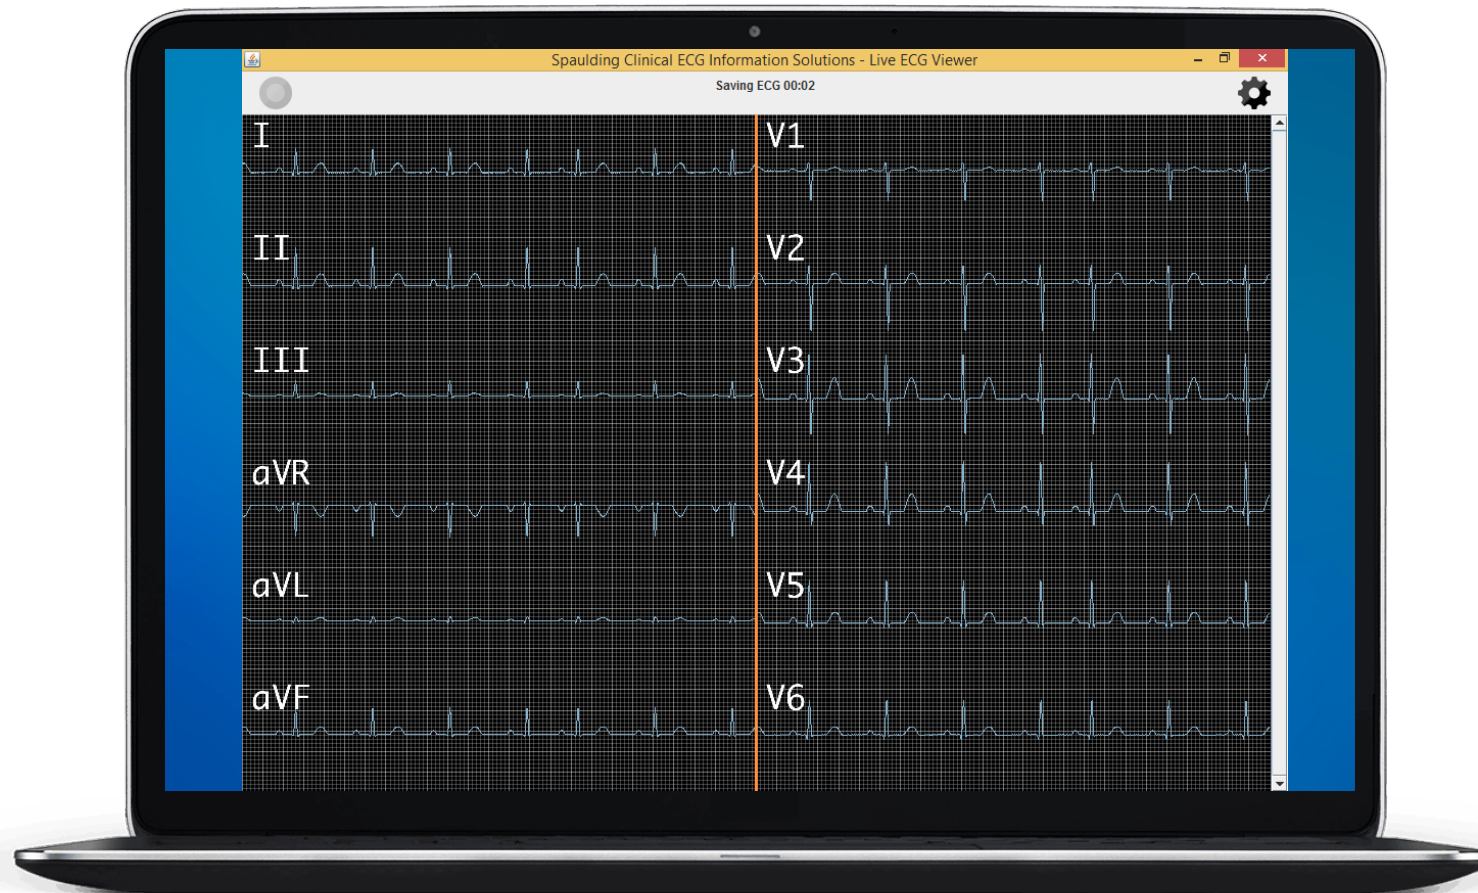 Spaulding Clinical ECG Information Solutions - Live ECG Viewer
Saving ECG 00:02
I
V1
II
V2
III
V3
aVR
V4
aVL
V5
aVF
V6